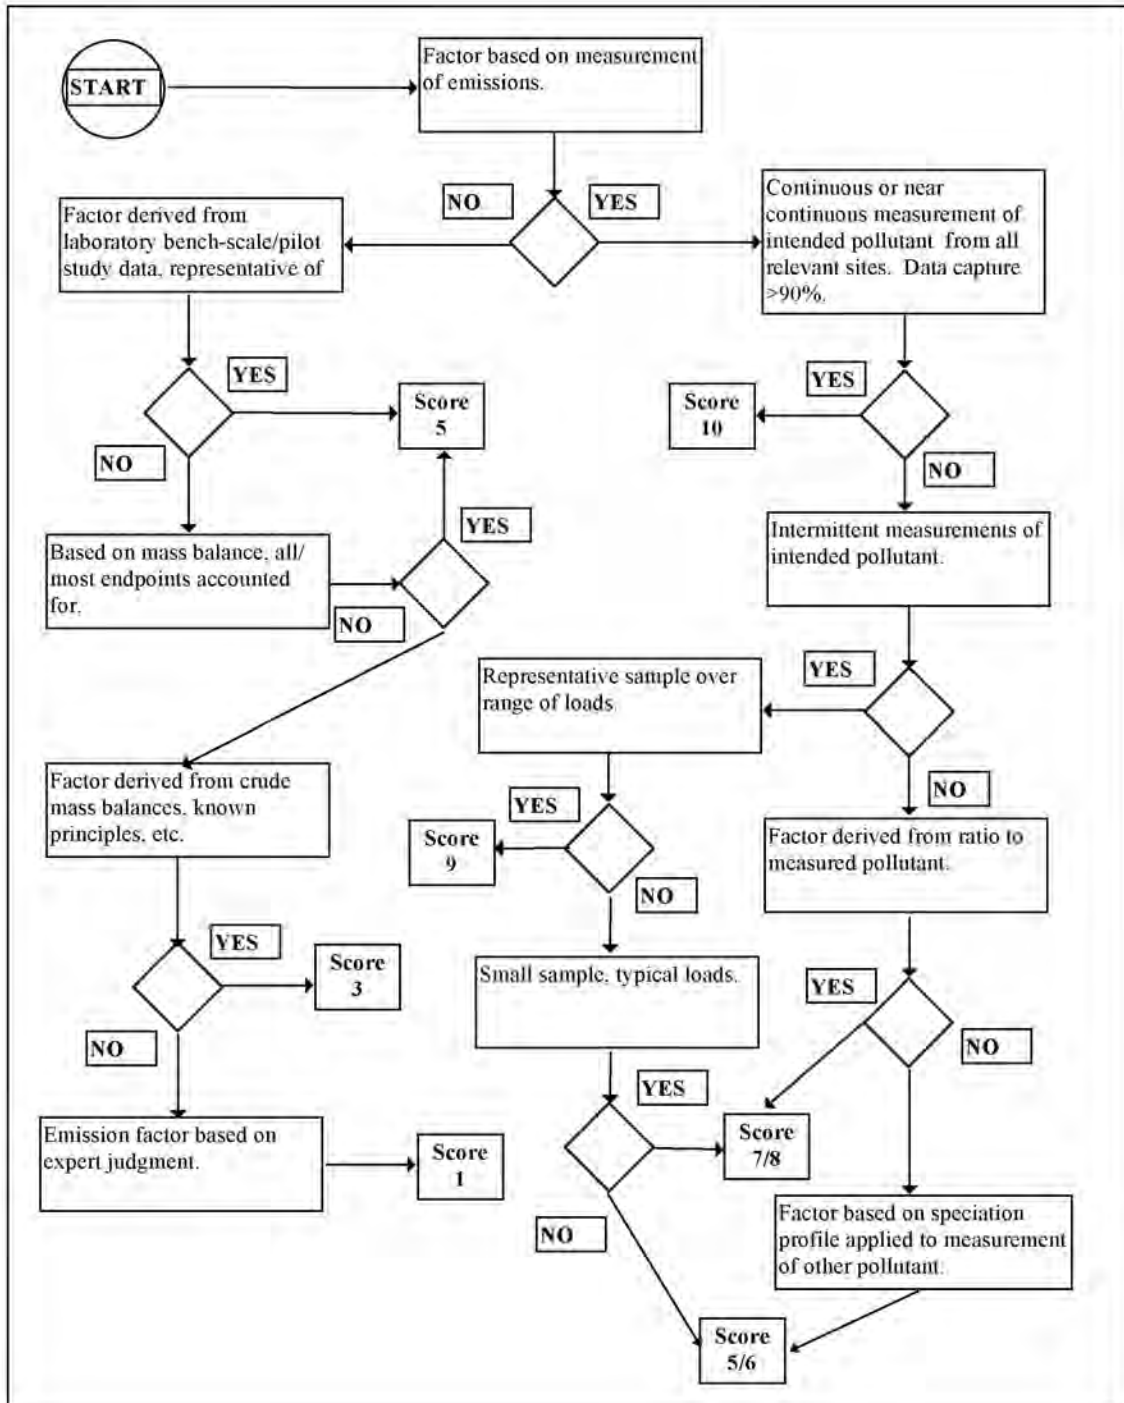 START
Factor based on measurement
of emissions.
NO
YES
Factor derived from
laboratory bench-scale/pilot
study data, representative of
Continuous or near
continuous measurement of
intended pollutant from all
relevant sites. Data capture
>90%.
YES
NO
Score
5
YES
Score
10
NO
Based on mass balance, all/
most endpoints accounted
for.
YES
NO
Intermittent measurements of
intended pollutant.
YES
NO
Representative sample over
range of loads
Factor derived from crude
mass balances, known
principles, etc.
YES
Score
9
NO
Factor derived from ratio to
measured pollutant.
YES
NO
Score
3
Small sample, typical loads.
YES
NO
Emission factor based on
expert judgment.
Score
1
YES
NO
Score
7/8
Factor based on speciation
profile applied to measurement
of other pollutant.
Score
5/6